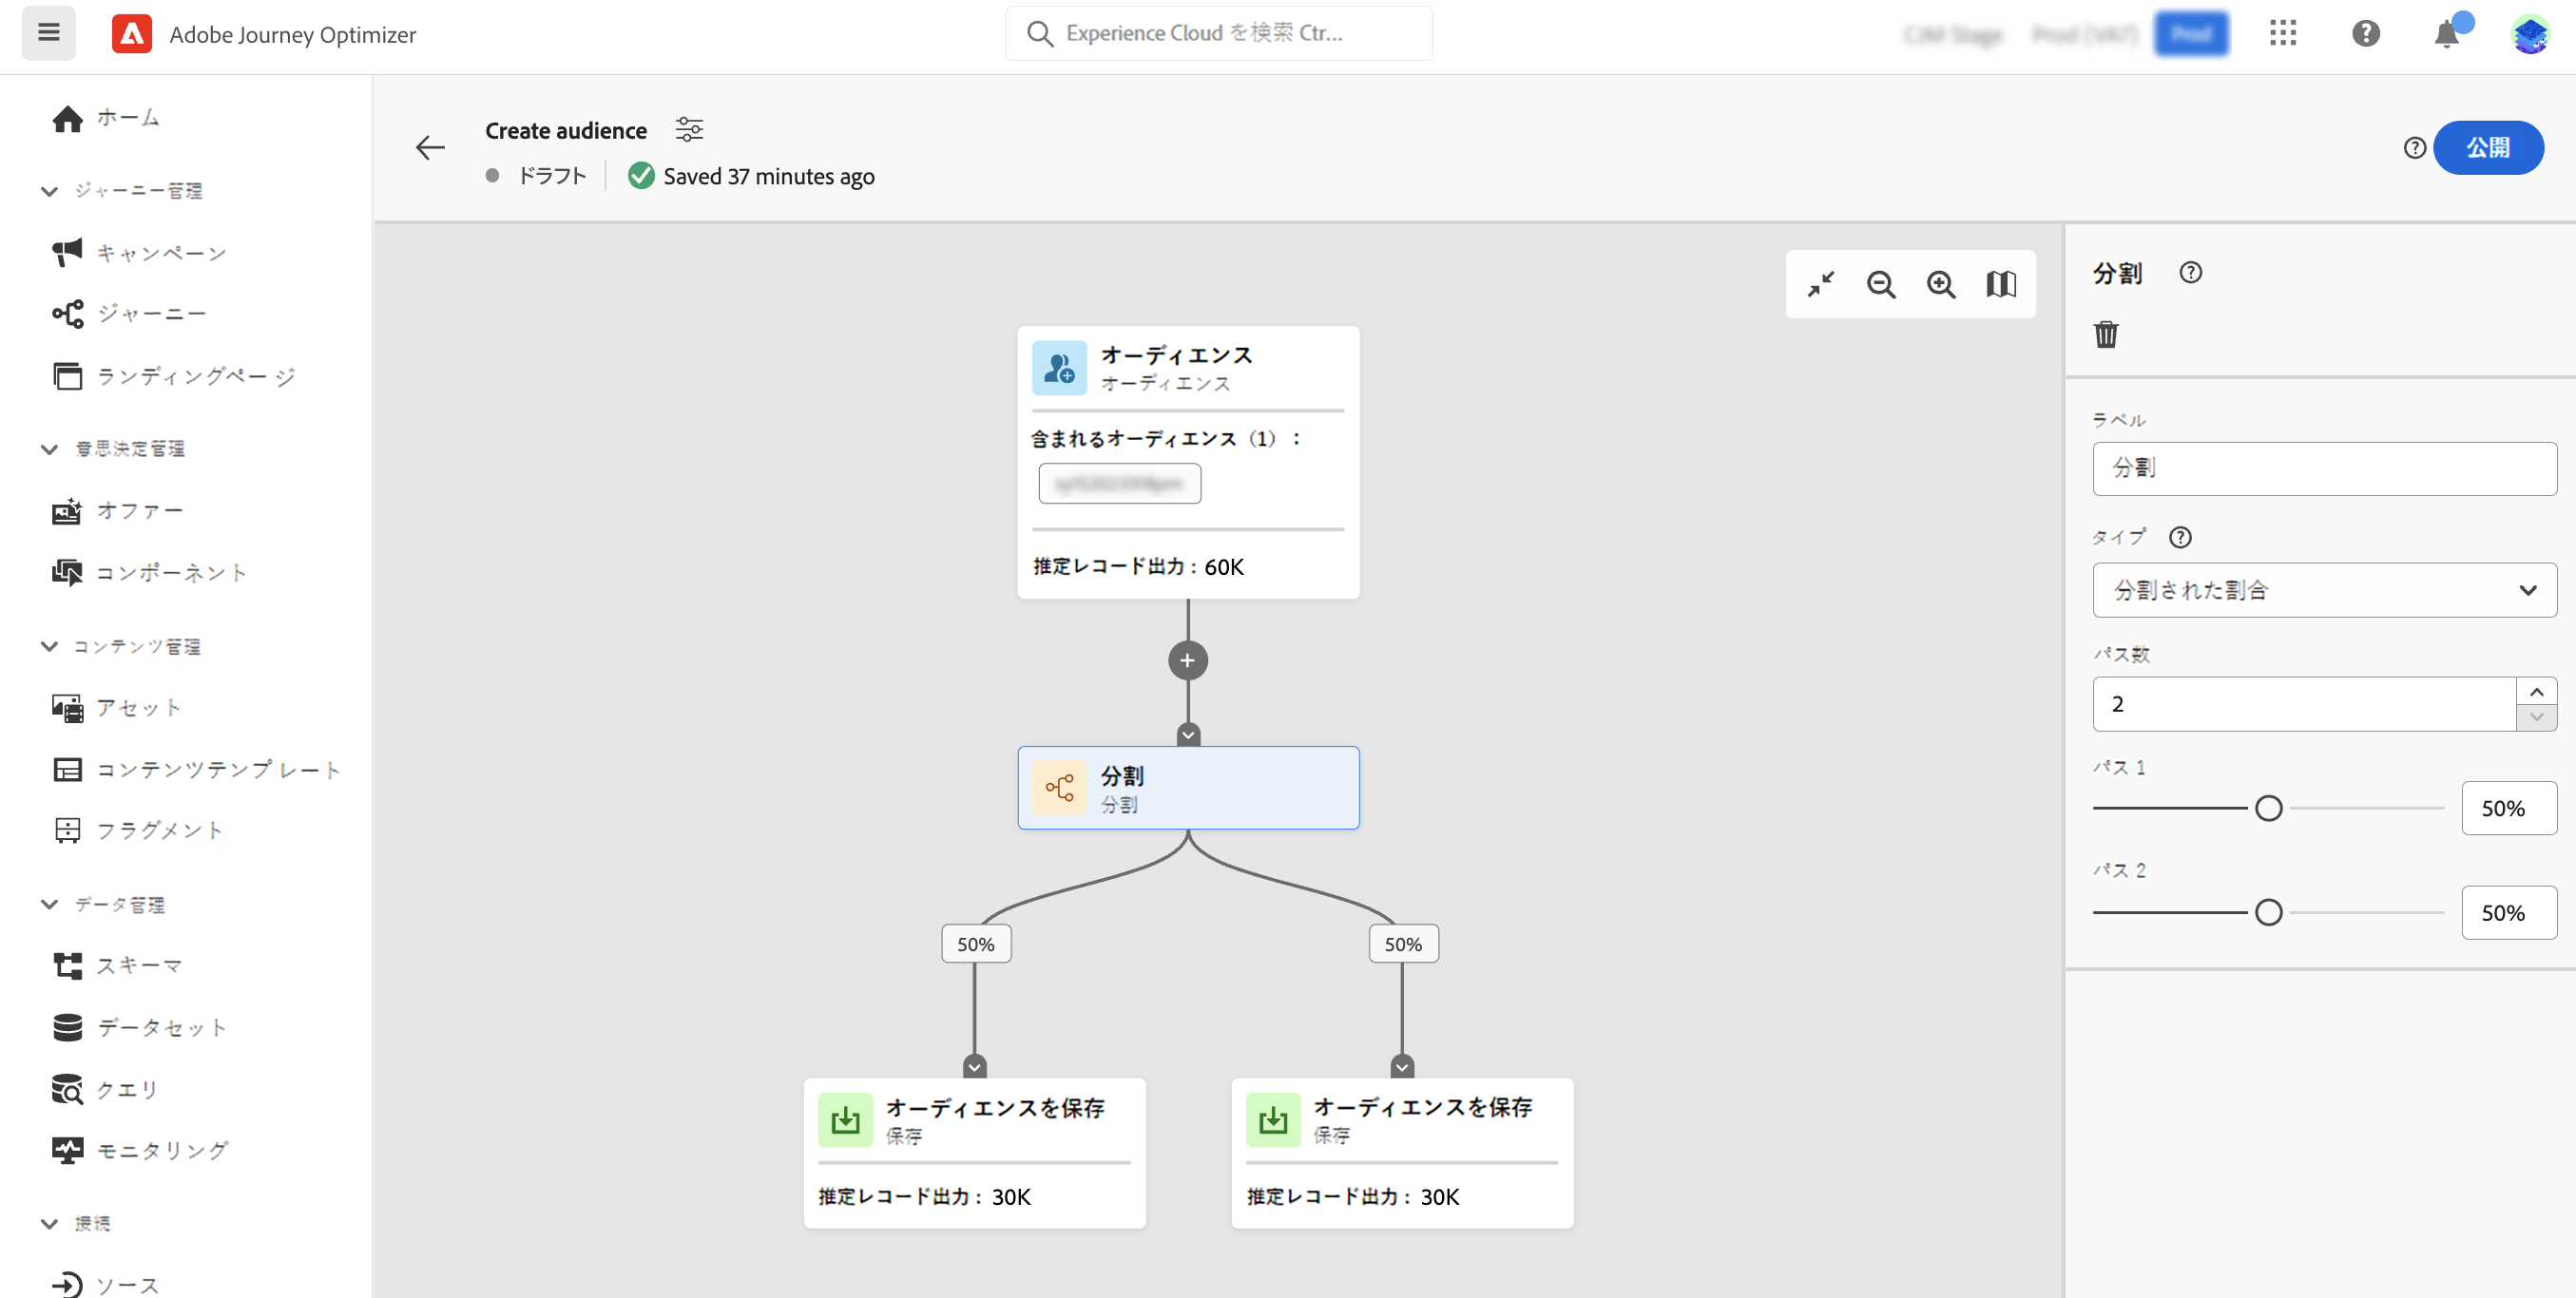 Adobe Journey Optimizer
Experience Cloud を検索 Ctr...
ホーム
ジャーニー管理
キャンペーン
ジャーニー
ランディングページ
意思決定管理
オファー
コンポーネント
コンテンツ管理
アセット
コンテンツテンプレート
フラグメント
データ管理
スキーマ
データセット
クエリ
モニタリング
接続
ソース
Create audience
ドラフト
Saved 37 minutes ago
公開
オーディエンス
オーディエンス
含まれるオーディエンス（1）：
推定レコード出力： 60K
分割
分割
50%
50%
オーディエンスを保存
保存
推定レコード出力： 30K
オーディエンスを保存
保存
推定レコード出力： 30K
分割
ラベル
分割
タイプ
分割された割合
パス数
2
パス 1
50%
パス 2
50%